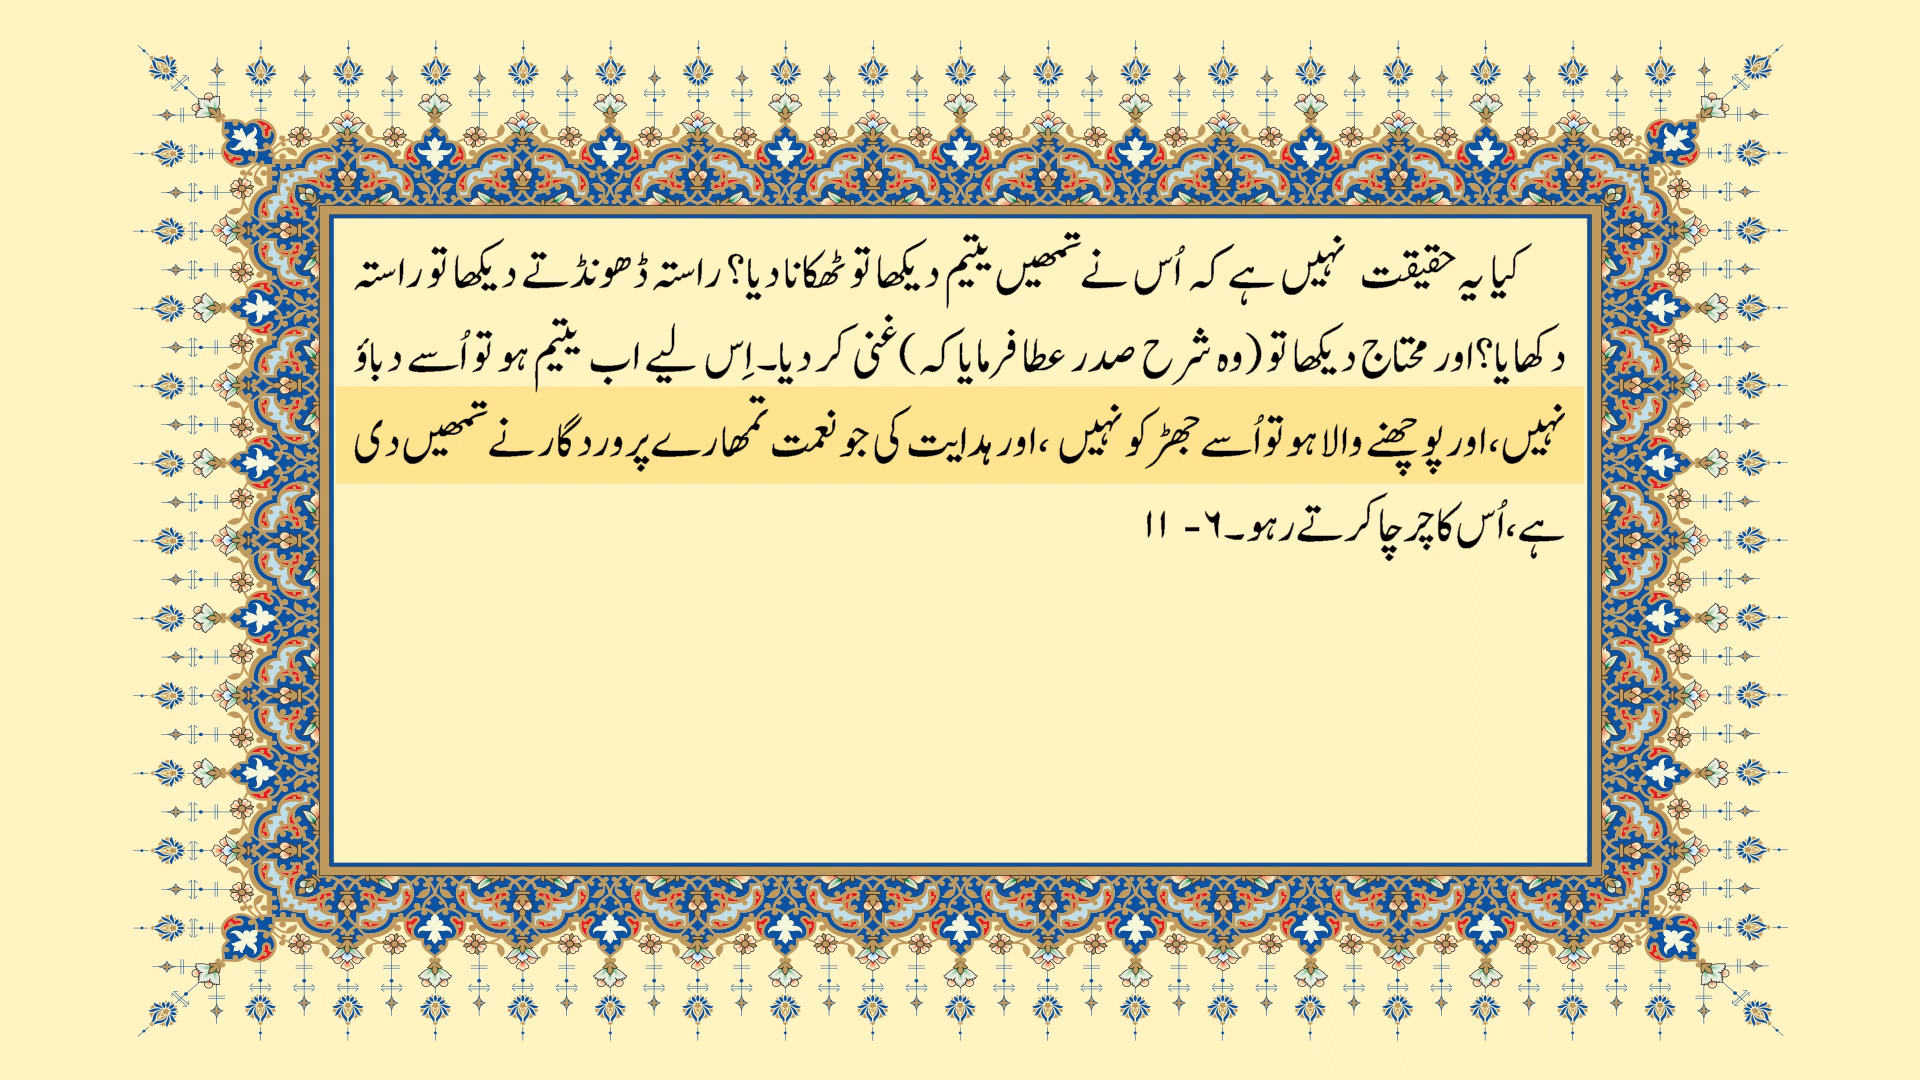 کیا یہ حقیقت نہیں ہے کہ اُس نے تمھیں یتیم دیکھا تو ٹھکانا دیا؟ راستہ ڈھونڈتے دیکھا تو راستہ
دکھایا؟ اور محتاج دیکھا تو (وہ شرح صدر عطا فرمایا کہ) غنی کر دیا۔ اِس لیے اب یتیم ہو تو اُسے دباؤ
نہیں، اور پوچھنے والا ہو تو اُسے جھڑکو نہیں، اور ہدایت کی جو نعمت تمھارے پروردگار نے تمھیں دی
ہے، اُس کا چرچا کرتے رہو۔ ۶- ۱۱